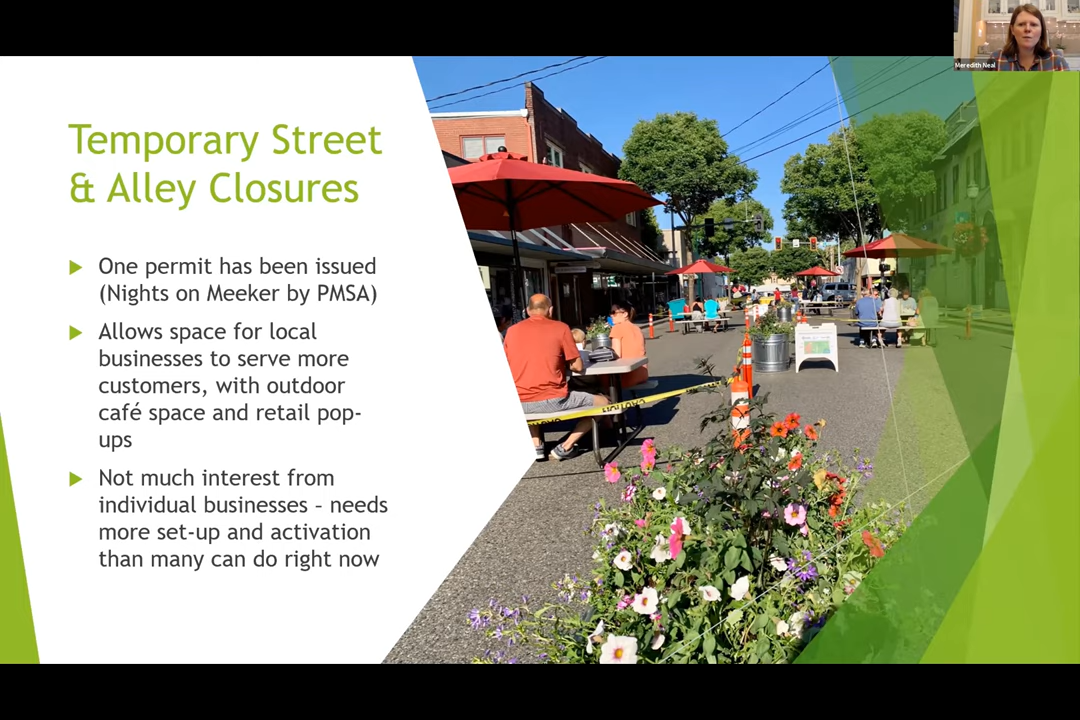 Meredith Neal
Temporary Street
& Alley Closures
One permit has been issued
(Nights on Meeker by PMSA)
Allows space for local
businesses to serve more
customers, with outdoor
café space and retail pop-
ups
Not much interest from
individual businesses – needs
more set-up and activation
than many can do right now
CAUTION